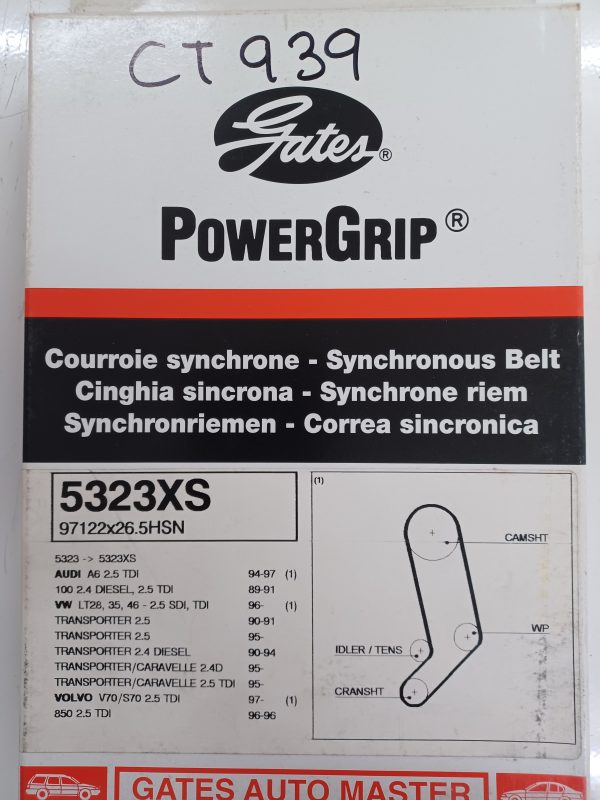 CT 939
Gates®
POWERGRIP®
Courroie synchrone - Synchronous Belt
Cinghia sincrona - Synchrone riem
Synchronriemen - Correa sincronica
5323XS
97122x26.5HSN
5323 -> 5323XS
AUDI A6 2.5 TDI 94-97 (1)
100 2.4 DIESEL, 2.5 TDI 89-91
VW LT28, 35, 46 - 2.5 SDI, TDI 96- (1)
TRANSPORTER 2.5 90-91
TRANSPORTER 2.5 95-
TRANSPORTER 2.4 DIESEL 90-94
TRANSPORTER/CARAVELLE 2.4D 95-
TRANSPORTER/CARAVELLE 2.5 TDI 95-
VOLVO V70/S70 2.5 TDI 97- (1)
850 2.5 TDI 96-96
(1)
CAMSHT
WP
IDLER / TENS
CRANSHT
GATES AUTO MASTER